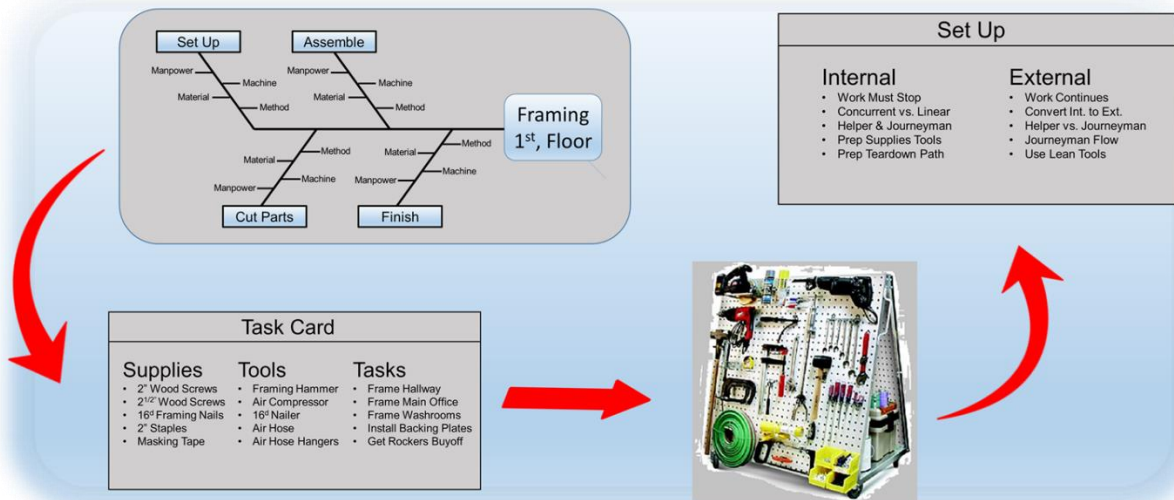 Set Up
Assemble
Manpower
Machine
Material
Method
Manpower
Machine
Material
Method
Framing
1st, Floor
Method
Material
Machine
Manpower
Method
Material
Machine
Manpower
Cut Parts
Finish
Set Up
Internal
• Work Must Stop
• Concurrent vs. Linear
• Helper & Journeyman
• Prep Supplies Tools
• Prep Teardown Path
External
• Work Continues
• Convert Int. to Ext.
• Helper vs. Journeyman
• Journeyman Flow
• Use Lean Tools
Task Card
Supplies
• 2” Wood Screws
• 21/2” Wood Screws
• 16d Framing Nails
• 2” Staples
• Masking Tape
Tools
• Framing Hammer
• Air Compressor
• 16d Nailer
• Air Hose
• Air Hose Hangers
Tasks
• Frame Hallway
• Frame Main Office
• Frame Washrooms
• Install Backing Plates
• Get Rockers Buyoff